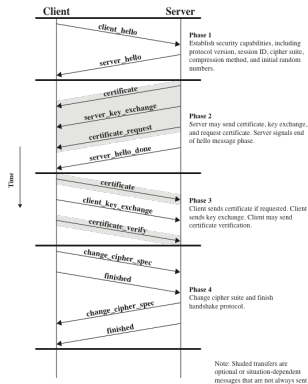 Client Server
client_hello
server_hello
Phase 1
Establish security capabilities, including
protocol version, session ID, cipher suite,
compression method, and initial random
numbers.
certificate
server_key_exchange
certificate_request
server_hello_done
Phase 2
Server may send certificate, key exchange,
and request certificate. Server signals end
of hello message phase.
Time
certificate
client_key_exchange
certificate_verify
Phase 3
Client sends certificate if requested. Client
sends key exchange. Client may send
certificate verification.
change_cipher_spec
finished
change_cipher_spec
finished
Phase 4
Change cipher suite and finish
handshake protocol.
Note: Shaded transfers are
optional or situation-dependent
messages that are not always sent